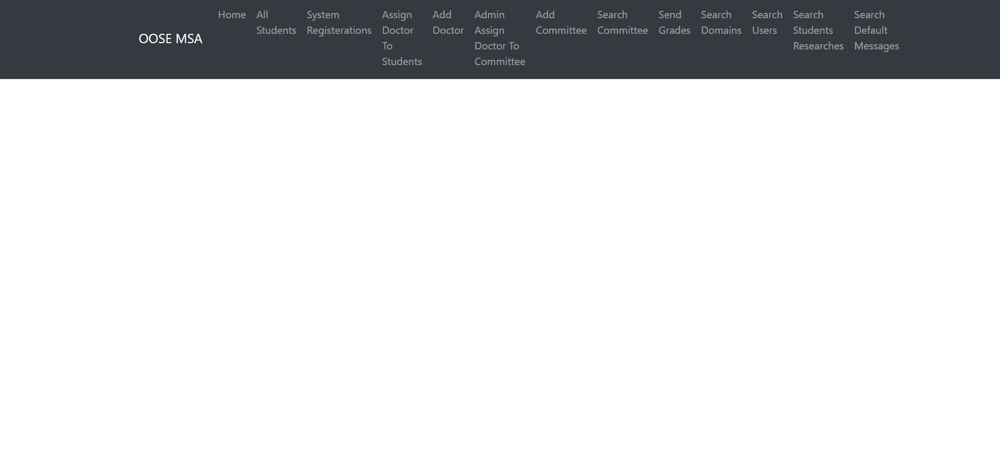 OOSE MSA
Home
All
Students
System
Registerations
Assign
Doctor
To
Students
Add
Doctor
Admin
Assign
Doctor To
Committee
Add
Committee
Search
Committee
Send
Grades
Search
Domains
Search
Users
Search
Students
Researches
Search
Default
Messages